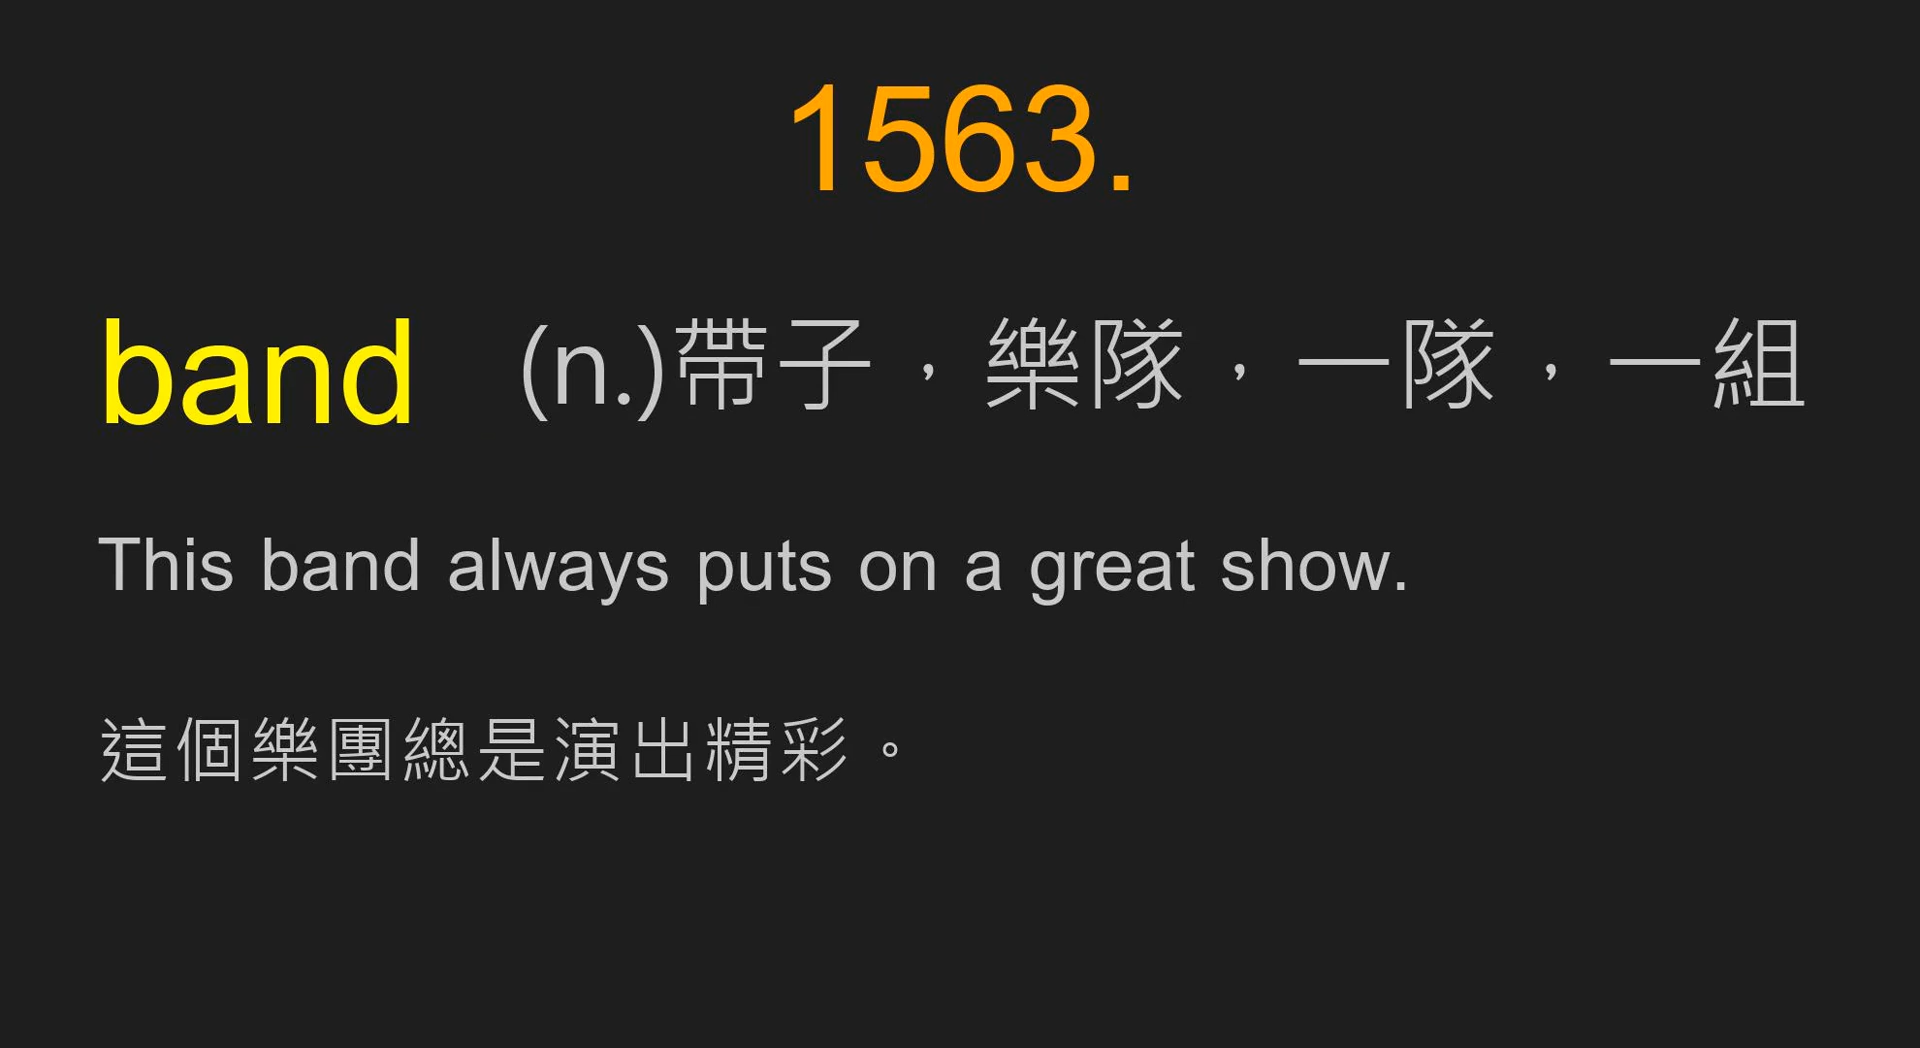 1563.
band (n.)帶子，樂隊，一隊，一組
This band always puts on a great show.
這個樂團總是演出精彩。